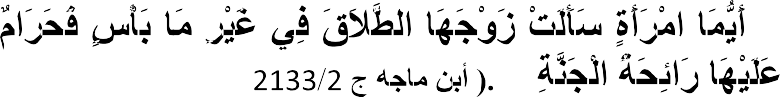 أَيُّمَا امْرَأَةٍ سَأَلَتْ زَوْجَهَا الطَّلَاقَ فِي غَيْرِ مَا بَأْسٍ فَحَرَامٌ
عَلَيْهَا رَائِحَةُ الْجَنَّةِ .( أبن ماجه ج 2133/2